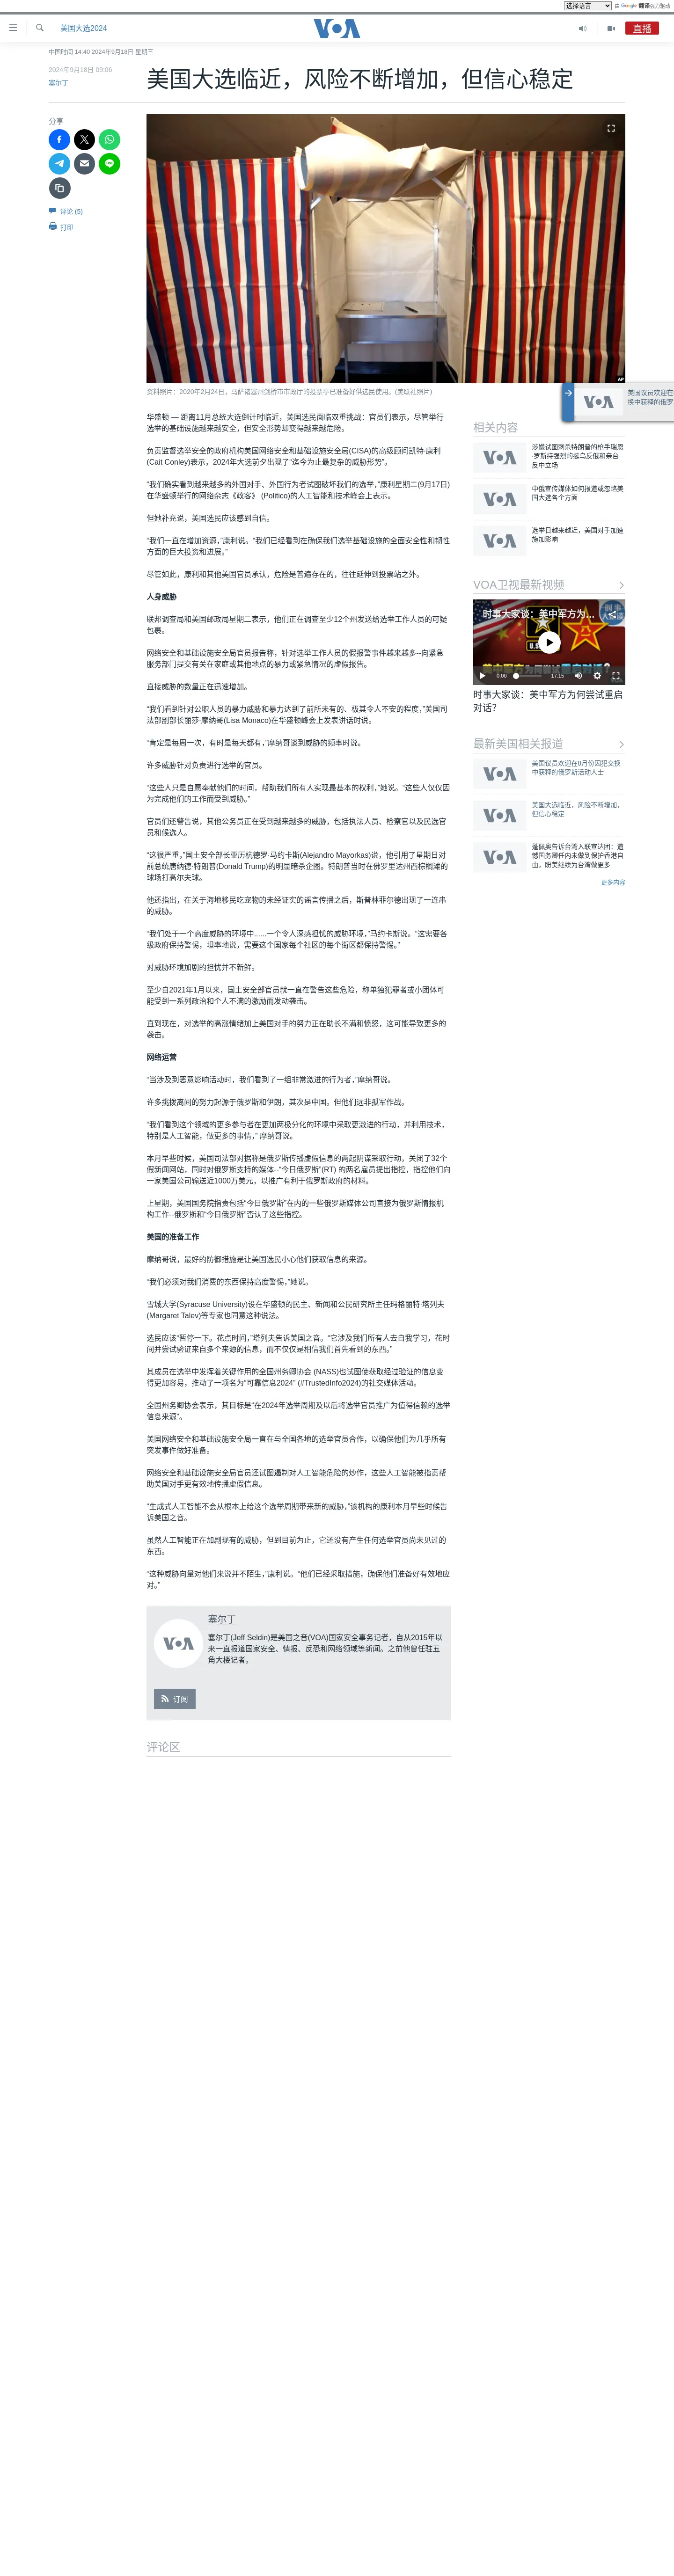 选择语言
由 Google 翻译强力驱动
美国大选2024
VOA
直播
中国时间 14:40 2024年9月18日 星期三
2024年9月18日 09:06
塞尔丁
美国大选临近，风险不断增加，但信心稳定
分享
评论 (5)
打印
AP
资料照片：2020年2月24日，马萨诸塞州剑桥市市政厅的投票亭已准备好供选民使用。(美联社照片)
华盛顿 — 距离11月总统大选倒计时临近，美国选民面临双重挑战：官员们表示，尽管举行
选举的基础设施越来越安全，但安全形势却变得越来越危险。
负责监督选举安全的政府机构美国网络安全和基础设施安全局(CISA)的高级顾问凯特·康利
(Cait Conley)表示，2024年大选前夕出现了“迄今为止最复杂的威胁形势”。
“我们确实看到越来越多的外国对手、外国行为者试图破坏我们的选举，”康利星期二(9月17日)
在华盛顿举行的网络杂志《政客》 (Politico)的人工智能和技术峰会上表示。
但她补充说，美国选民应该感到自信。
“我们一直在增加资源，”康利说。“我们已经看到在确保我们选举基础设施的全面安全性和韧性
方面的巨大投资和进展。”
尽管如此，康利和其他美国官员承认，危险是普遍存在的，往往延伸到投票站之外。
人身威胁
联邦调查局和美国邮政局星期二表示，他们正在调查至少12个州发送给选举工作人员的可疑
包裹。
网络安全和基础设施安全局官员报告称，针对选举工作人员的假报警事件越来越多--向紧急
服务部门提交有关在家庭或其他地点的暴力或紧急情况的虚假报告。
直接威胁的数量正在迅速增加。
“我们看到针对公职人员的暴力威胁和暴力达到了前所未有的、极其令人不安的程度，”美国司
法部副部长丽莎·摩纳哥(Lisa Monaco)在华盛顿峰会上发表讲话时说。
“肯定是每周一次，有时是每天都有，”摩纳哥谈到威胁的频率时说。
许多威胁针对负责进行选举的官员。
“这些人只是自愿奉献他们的时间，帮助我们所有人实现最基本的权利，”她说。“这些人仅仅因
为完成他们的工作而受到威胁。”
官员们还警告说，其他公务员正在受到越来越多的威胁，包括执法人员、检察官以及民选官
员和候选人。
“这很严重，”国土安全部长亚历杭德罗·马约卡斯(Alejandro Mayorkas)说，他引用了星期日对
前总统唐纳德·特朗普(Donald Trump)的明显暗杀企图。特朗普当时在佛罗里达州西棕榈滩的
球场打高尔夫球。
他还指出，在关于海地移民吃宠物的未经证实的谣言传播之后，斯普林菲尔德出现了一连串
的威胁。
“我们处于一个高度威胁的环境中......一个令人深感担忧的威胁环境，”马约卡斯说。“这需要各
级政府保持警惕，坦率地说，需要这个国家每个社区的每个街区都保持警惕。”
对威胁环境加剧的担忧并不新鲜。
至少自2021年1月以来，国土安全部官员就一直在警告这些危险，称单独犯罪者或小团体可
能受到一系列政治和个人不满的激励而发动袭击。
直到现在，对选举的高涨情绪加上美国对手的努力正在助长不满和愤怒，这可能导致更多的
袭击。
网络运营
“当涉及到恶意影响活动时，我们看到了一组非常激进的行为者，”摩纳哥说。
许多挑拨离间的努力起源于俄罗斯和伊朗，其次是中国。但他们远非孤军作战。
“我们看到这个领域的更多参与者在更加两极分化的环境中采取更激进的行动，并利用技术，
特别是人工智能，做更多的事情，” 摩纳哥说。
本月早些时候，美国司法部对据称是俄罗斯传播虚假信息的两起阴谋采取行动，关闭了32个
假新闻网站，同时对俄罗斯支持的媒体--“今日俄罗斯”(RT) 的两名雇员提出指控，指控他们向
一家美国公司输送近1000万美元，以推广有利于俄罗斯政府的材料。
上星期，美国国务院指责包括“今日俄罗斯”在内的一些俄罗斯媒体公司直接为俄罗斯情报机
构工作--俄罗斯和“今日俄罗斯”否认了这些指控。
美国的准备工作
摩纳哥说，最好的防御措施是让美国选民小心他们获取信息的来源。
“我们必须对我们消费的东西保持高度警惕，”她说。
雪城大学(Syracuse University)设在华盛顿的民主、新闻和公民研究所主任玛格丽特·塔列夫
(Margaret Talev)等专家也同意这种说法。
选民应该“暂停一下。花点时间，”塔列夫告诉美国之音。“它涉及我们所有人去自我学习，花时
间并尝试验证来自多个来源的信息，而不仅仅是相信我们首先看到的东西。”
其成员在选举中发挥着关键作用的全国州务卿协会 (NASS)也试图使获取经过验证的信息变
得更加容易，推动了一项名为“可靠信息2024” (#TrustedInfo2024)的社交媒体活动。
全国州务卿协会表示，其目标是“在2024年选举周期及以后将选举官员推广为值得信赖的选举
信息来源”。
美国网络安全和基础设施安全局一直在与全国各地的选举官员合作，以确保他们为几乎所有
突发事件做好准备。
网络安全和基础设施安全局官员还试图遏制对人工智能危险的炒作，这些人工智能被指责帮
助美国对手更有效地传播虚假信息。
“生成式人工智能不会从根本上给这个选举周期带来新的威胁，”该机构的康利本月早些时候告
诉美国之音。
虽然人工智能正在加剧现有的威胁，但到目前为止，它还没有产生任何选举官员尚未见过的
东西。
“这种威胁向量对他们来说并不陌生，”康利说。“他们已经采取措施，确保他们准备好有效地应
对。”
VOA
塞尔丁
塞尔丁(Jeff Seldin)是美国之音(VOA)国家安全事务记者，自从2015年以
来一直报道国家安全、情报、反恐和网络领域等新闻。之前他曾任驻五
角大楼记者。
订阅
评论区
VOA
美国议员欢迎在
换中获释的俄罗
相关内容
VOA
涉嫌试图刺杀特朗普的枪手瑞恩
·罗斯持强烈的挺乌反俄和亲台
反中立场
VOA
中俄宣传媒体如何报道或忽略美
国大选各个方面
VOA
选举日越来越近，美国对手加速
施加影响
VOA卫视最新视频
时事大家谈：美中军方为...
美中军方为何尝试重启对话？
0:00
17:15
时事大家谈：美中军方为何尝试重启
对话？
最新美国相关报道
VOA
美国议员欢迎在8月份囚犯交换
中获释的俄罗斯活动人士
VOA
美国大选临近，风险不断增加，
但信心稳定
VOA
蓬佩奥告诉台湾入联宣达团：遗
憾国务卿任内未做到保护香港自
由，盼美继续为台湾做更多
更多内容